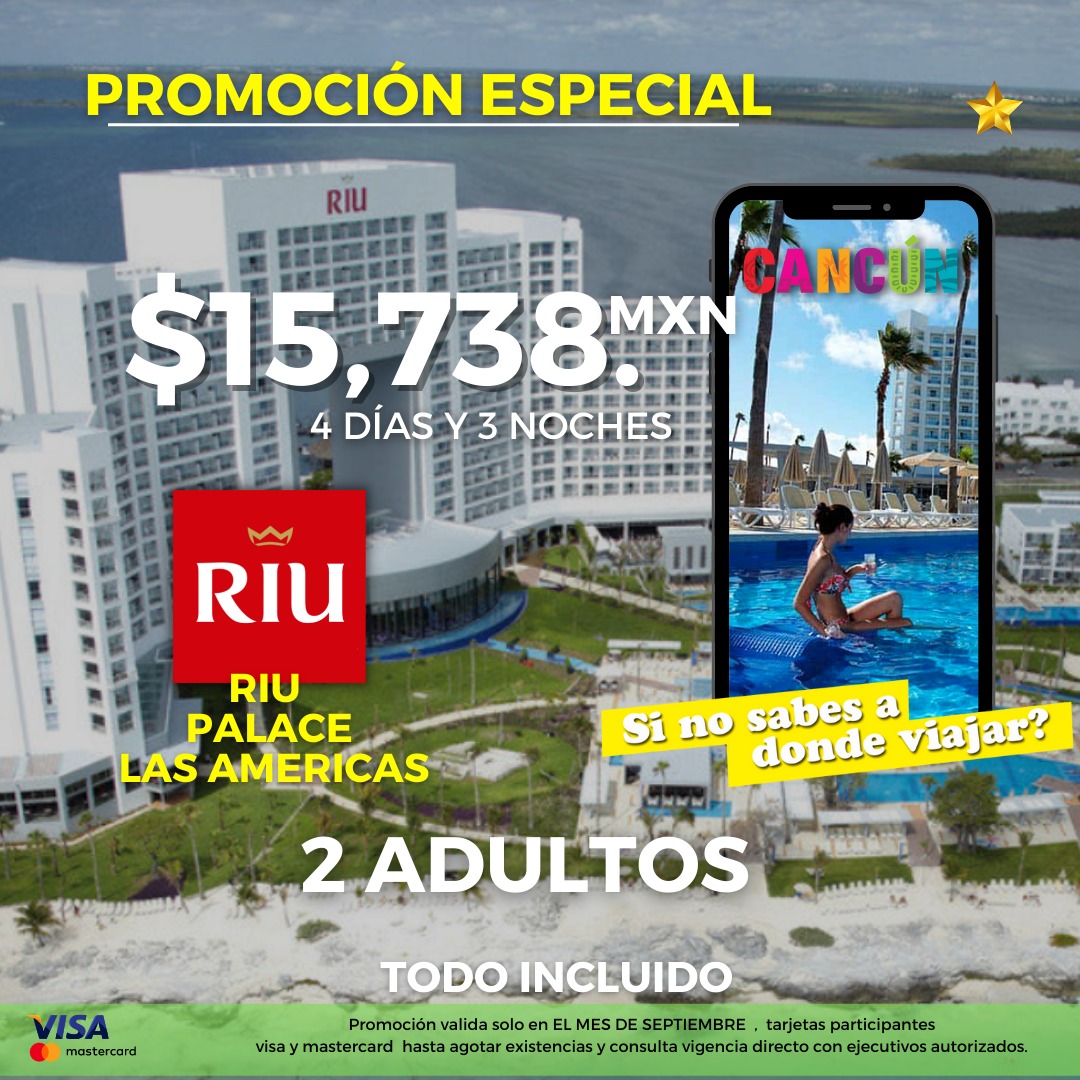 PROMOCIÓN ESPECIAL
RIU
CANCÚN
$15,738.MXN
4 DÍAS Y 3 NOCHES
RIU
RIU
PALACE
LAS AMERICAS
Si no sabes a
donde viajar?
2 ADULTOS
TODO INCLUIDO
VISA
mastercard
Promoción valida solo en EL MES DE SEPTIEMBRE , tarjetas participantes
visa y mastercard hasta agotar existencias y consulta vigencia directo con ejecutivos autorizados.